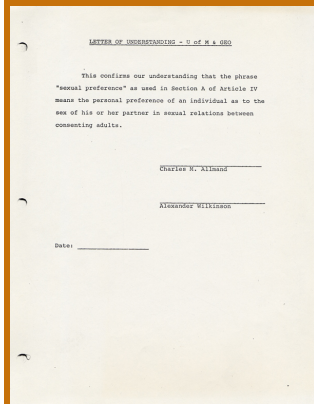 LETTER OF UNDERSTANDING - U of M & GEO
This confirms our understanding that the phrase
"sexual preference" as used in Section A of Article IV
means the personal preference of an individual as to the
sex of his or her partner in sexual relations between
consenting adults.
Charles M. Allmand
Alexander Wilkinson
Date: